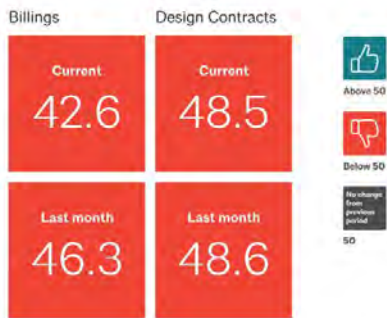 Billings
Design Contracts
Current
42.6
Current
48.5
Last month
46.3
Last month
48.6
Above 50
Below 50
No change
from
previous
period
50